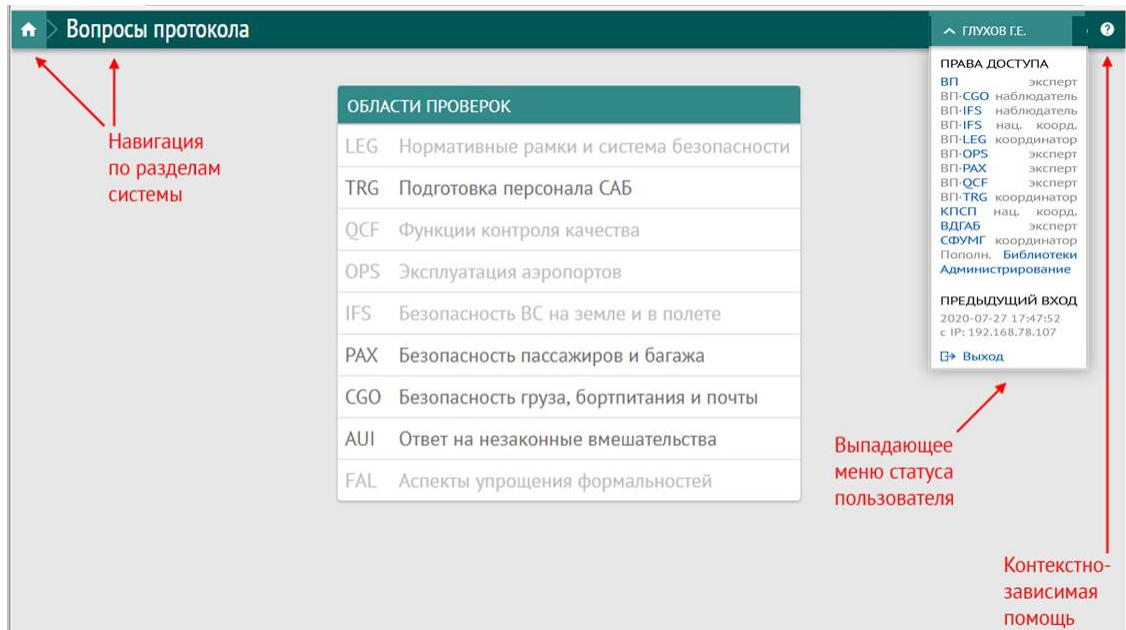 Вопросы протокола
ГЛУХОВ Г.Е.
?
ПРАВА ДОСТУПА
ВП эксперт
ВП-CGO наблюдатель
ВП-IFS наблюдатель
ВП-IFS нац. коорд.
ВП-LEG координатор
ВП-OPS эксперт
ВП-PAX эксперт
ВП-QCF эксперт
ВП-TRG координатор
КПСП нац. коорд.
ВДГАБ эксперт
СФУМГ координатор
Пополн. Библиотеки
Администрирование
ПРЕДЫДУЩИЙ ВХОД
2020-07-27 17:47:52
с IP: 192.168.78.107
Выход
ОБЛАСТИ ПРОВЕРОК
LEG Нормативные рамки и система безопасности
TRG Подготовка персонала САБ
QCF Функции контроля качества
OPS Эксплуатация аэропортов
IFS Безопасность ВС на земле и в полете
PAX Безопасность пассажиров и багажа
CGO Безопасность груза, бортпитания и почты
AUI Ответ на незаконные вмешательства
FAL Аспекты упрощения формальностей
Навигация
по разделам
системы
Выпадающее
меню статуса
пользователя
Контекстно-
зависимая
помощь